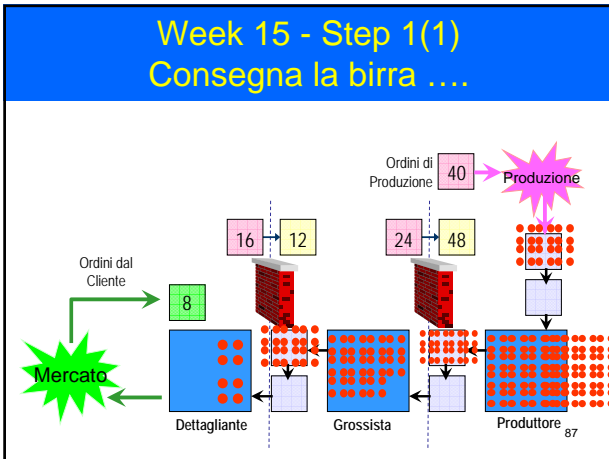 Week 15 - Step 1(1)
Consegna la birra ….
Ordini di
Produzione
40
Produzione
16
12
24
48
Ordini dal
Cliente
8
Mercato
Dettagliante
Grossista
Produttore
87